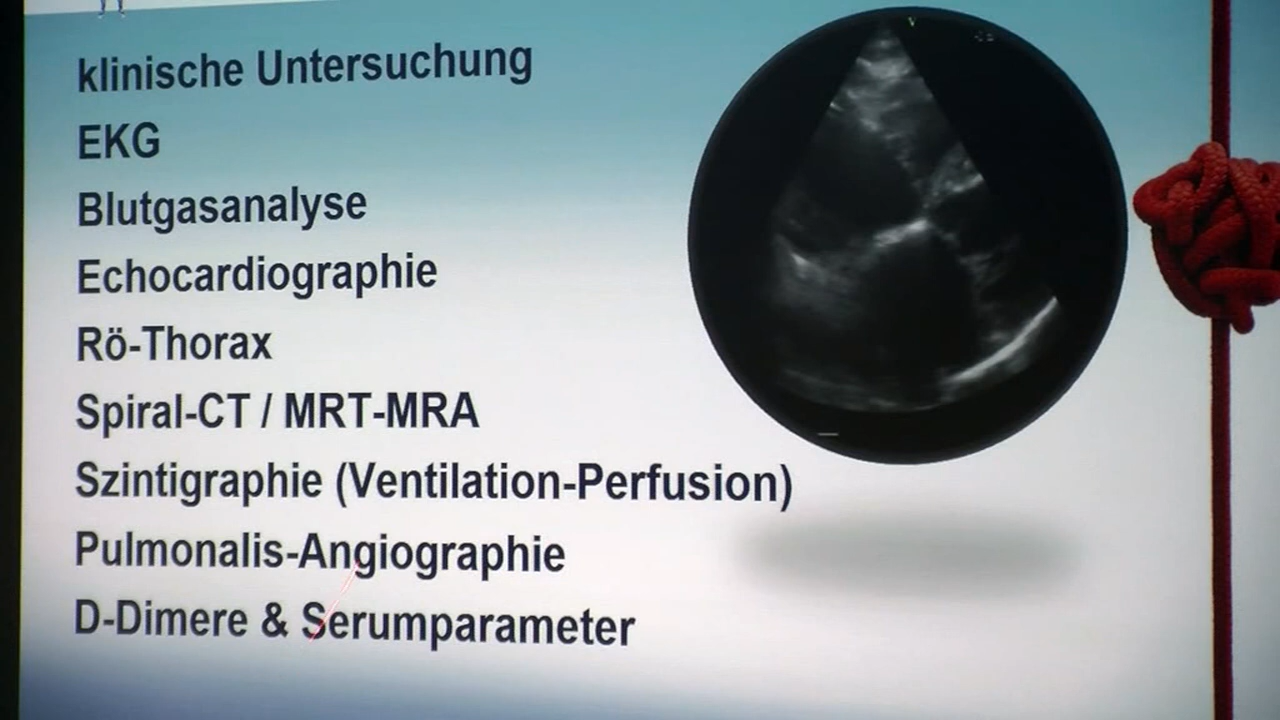 klinische Untersuchung
EKG
Blutgasanalyse
Echocardiographie
Rö-Thorax
Spiral-CT / MRT-MRA
Szintigraphie (Ventilation-Perfusion)
Pulmonalis-Angiographie
D-Dimere & Serumparameter